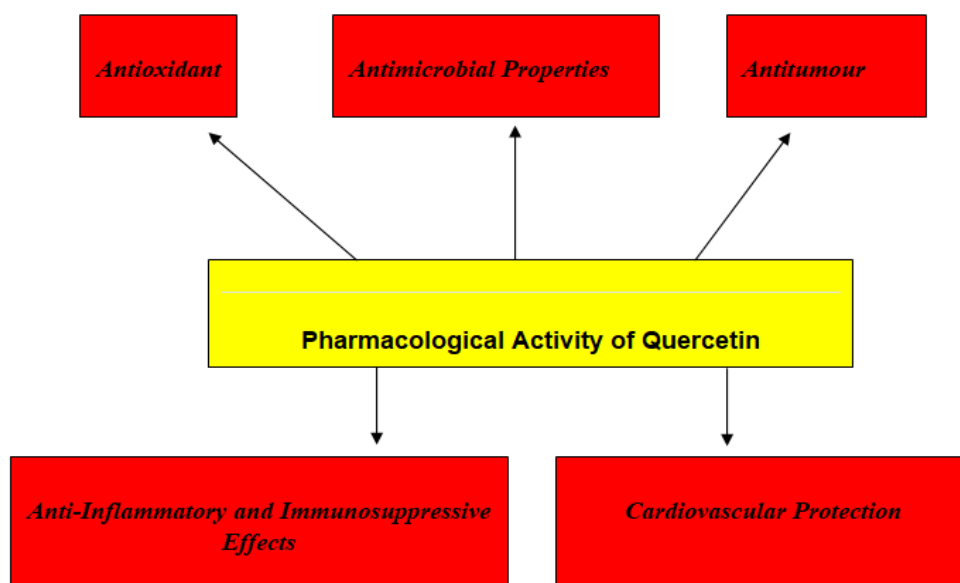 Antioxidant
Antimicrobial Properties
Antitumour
Pharmacological Activity of Quercetin
Anti-Inflammatory and Immunosuppressive
Effects
Cardiovascular Protection